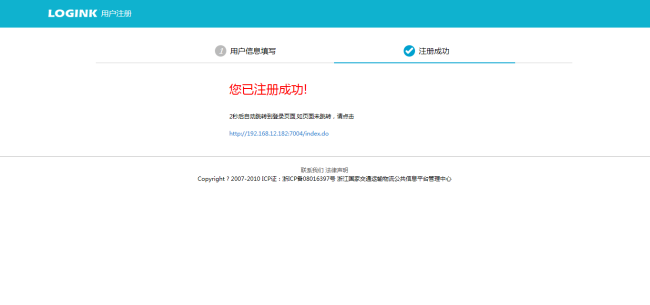 LOGINK 用户注册
1 用户信息填写
注册成功
您已注册成功!
2秒后自动跳转到登录页面,如页面未跳转，请点击
http://192.168.12.182:7004/index.do
联系我们 法律声明
Copyright ? 2007-2010 ICP证：浙ICP备08016397号 浙江国家交通运输物流公共信息平台管理中心